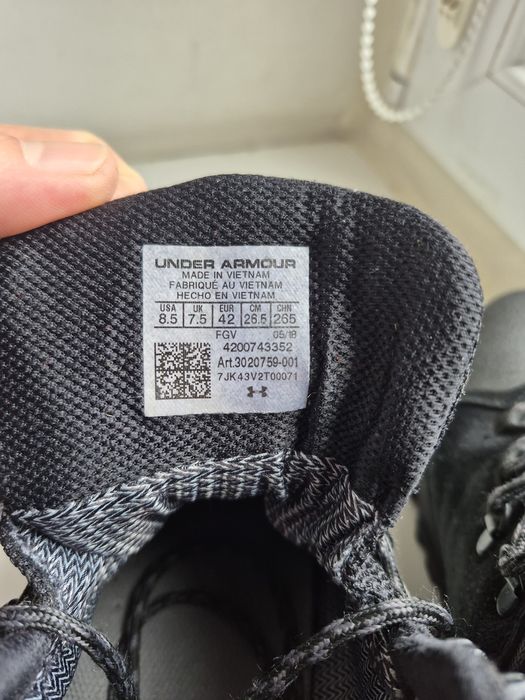 UNDER ARMOUR
MADE IN VIETNAM
FABRIQUÉ AU VIETNAM
HECHO EN VIETNAM
USA UK EUR CM CHN
8.5 7.5 42 26.5 265
FGV 05/18
4200743352
Art.3020759-001
7JK43V2T00071